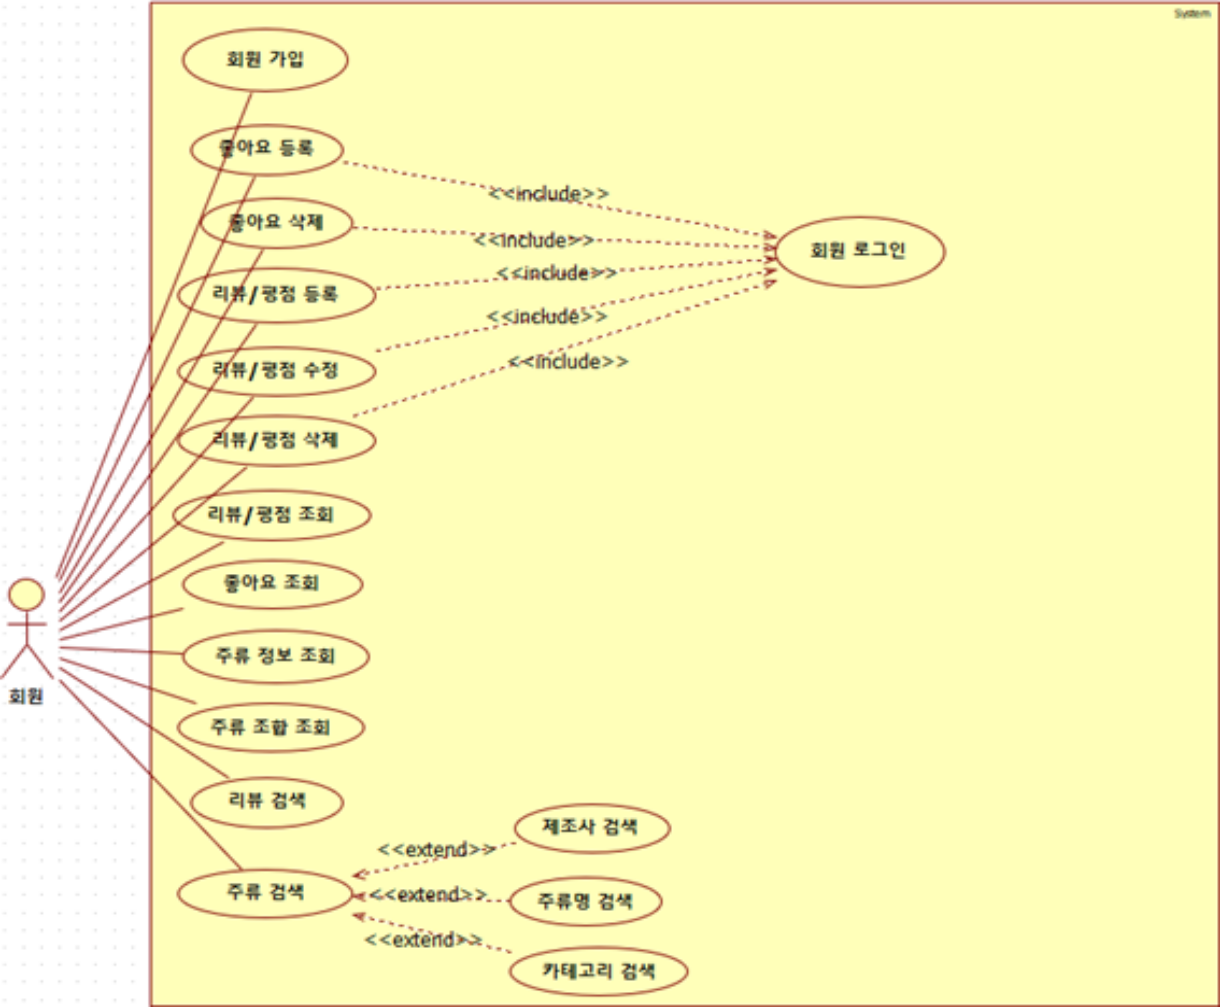 System
회원 가입
좋아요 등록
<<include>>
좋아요 삭제
<<include>>
회원 로그인
<<include>>
리뷰/평점 등록
<<include>>
<<include>>
리뷰/평점 수정
리뷰/평점 삭제
리뷰/평점 조회
좋아요 조회
주류 정보 조회
회원
주류 조합 조회
리뷰 검색
제조사 검색
<<extend>>
주류 검색
<<extend>>
주류명 검색
<<extend>>
카테고리 검색